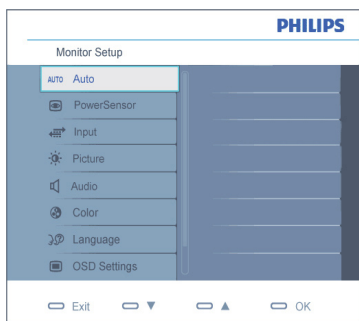 PHILIPS
Monitor Setup
AUTO Auto
PowerSensor
Input
Picture
Audio
Color
Language
OSD Settings
Exit ▼ ▲ OK